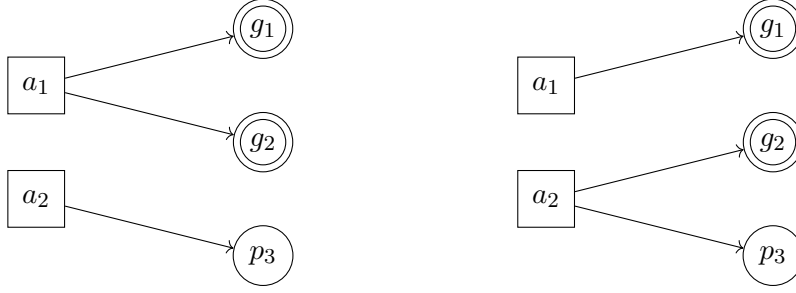 g₁ g₁
a₁ a₁
g₂ g₂
a₂ a₂
p₃ p₃